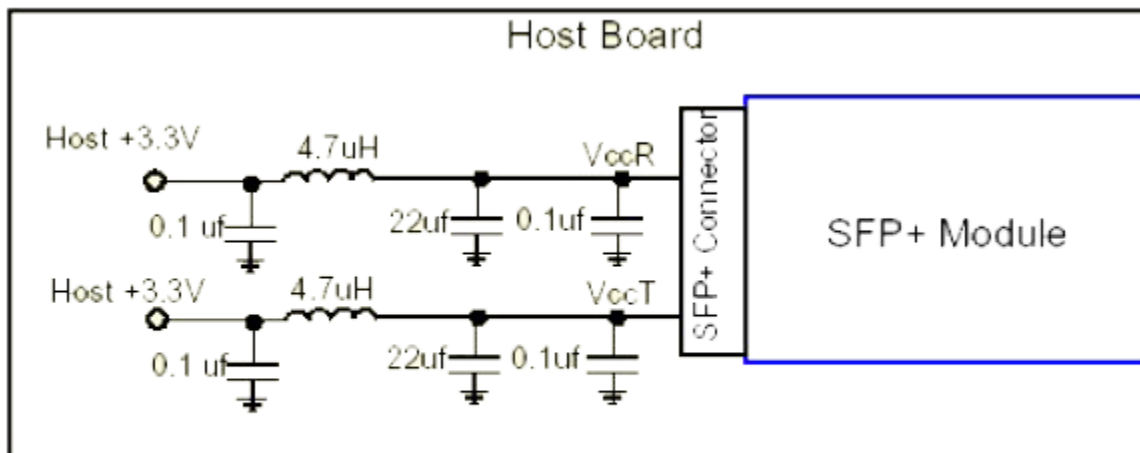 Host Board
Host +3.3V
4.7uH
VccR
0.1 uf
22uf
0.1uf
SFP+ Connector
SFP+ Module
Host +3.3V
4.7uH
VccT
0.1 uf
22uf
0.1uf